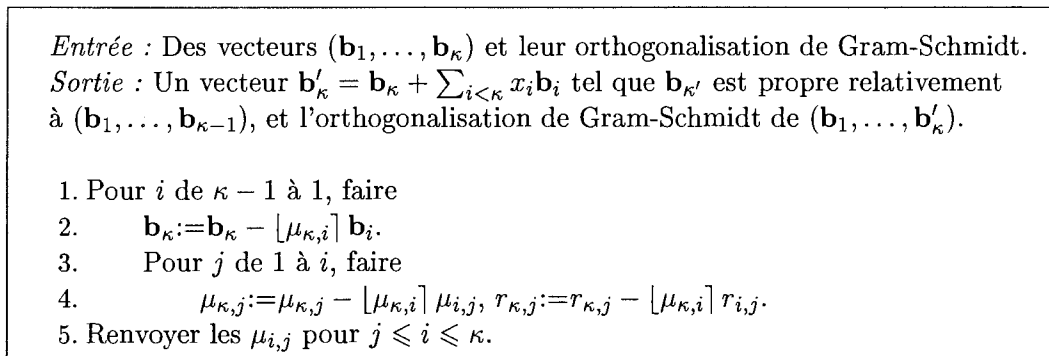 Entrée : Des vecteurs (b₁, …, b_κ) et leur orthogonalisation de Gram-Schmidt.
Sortie : Un vecteur b′_κ = b_κ + ∑_{i<κ} x_i b_i tel que b_{κ′} est propre relativement
à (b₁, …, b_{κ−1}), et l'orthogonalisation de Gram-Schmidt de (b₁, …, b′_κ).
1. Pour i de κ − 1 à 1, faire
2. b_κ:=b_κ − ⌊μ_{κ,i}⌉ b_i.
3. Pour j de 1 à i, faire
4. μ_{κ,j}:=μ_{κ,j} − ⌊μ_{κ,i}⌉ μ_{i,j}, r_{κ,j}:=r_{κ,j} − ⌊μ_{κ,i}⌉ r_{i,j}.
5. Renvoyer les μ_{i,j} pour j ⩽ i ⩽ κ.